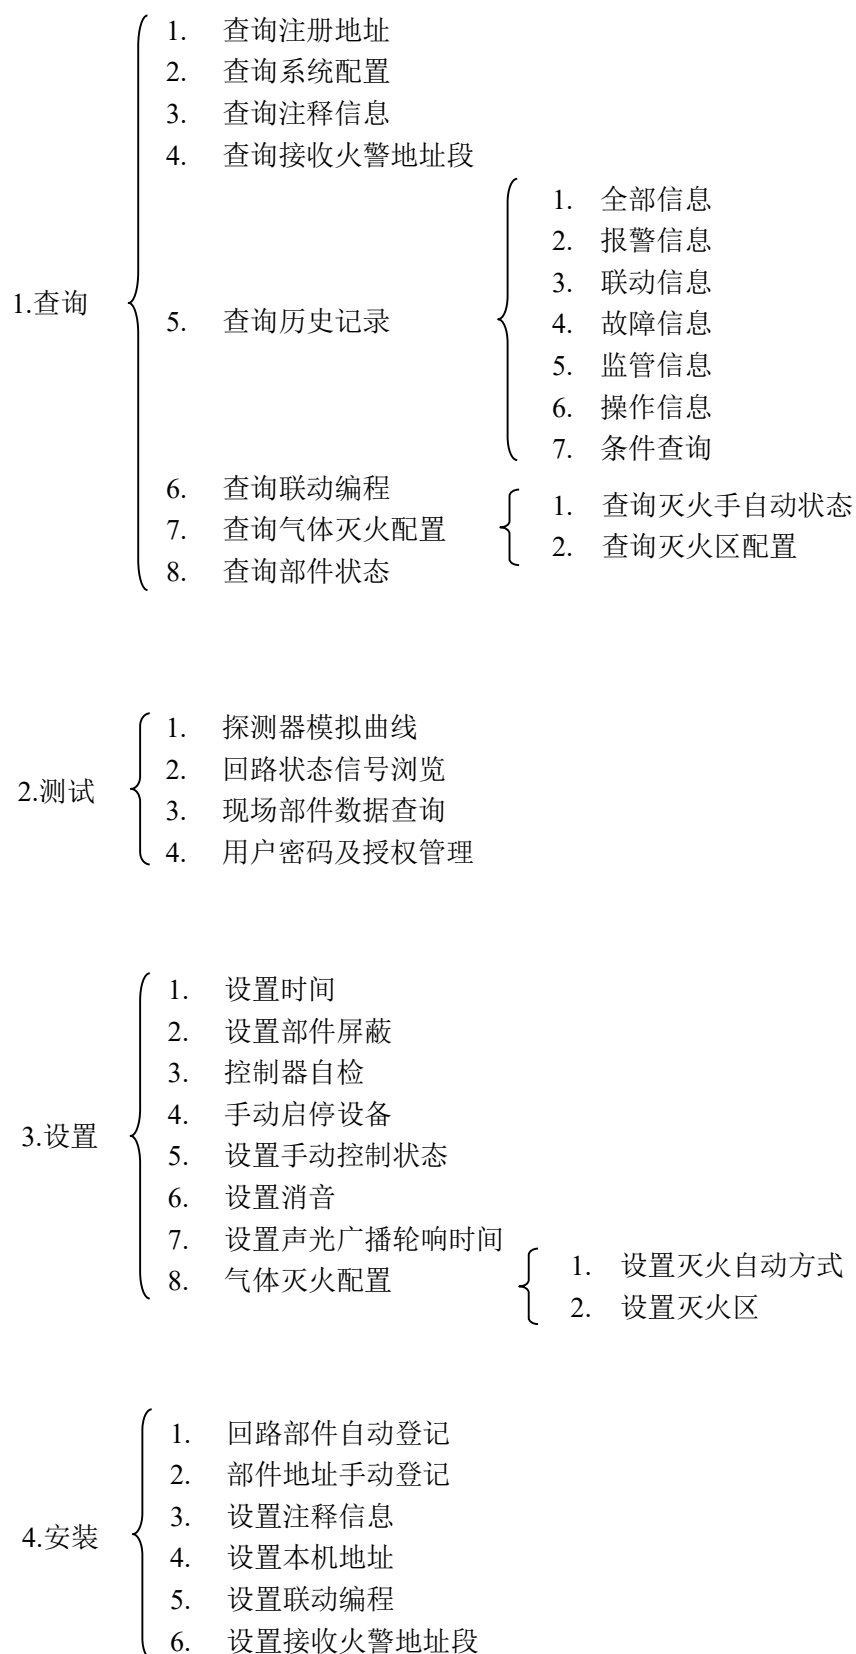 1.查询
1. 查询注册地址
2. 查询系统配置
3. 查询注释信息
4. 查询接收火警地址段
5. 查询历史记录
1. 全部信息
2. 报警信息
3. 联动信息
4. 故障信息
5. 监管信息
6. 操作信息
7. 条件查询
6. 查询联动编程
7. 查询气体灭火配置
1. 查询灭火手自动状态
2. 查询灭火区配置
8. 查询部件状态
2.测试
1. 探测器模拟曲线
2. 回路状态信号浏览
3. 现场部件数据查询
4. 用户密码及授权管理
3.设置
1. 设置时间
2. 设置部件屏蔽
3. 控制器自检
4. 手动启停设备
5. 设置手动控制状态
6. 设置消音
7. 设置声光广播轮响时间
8. 气体灭火配置
1. 设置灭火自动方式
2. 设置灭火区
4.安装
1. 回路部件自动登记
2. 部件地址手动登记
3. 设置注释信息
4. 设置本机地址
5. 设置联动编程
6. 设置接收火警地址段